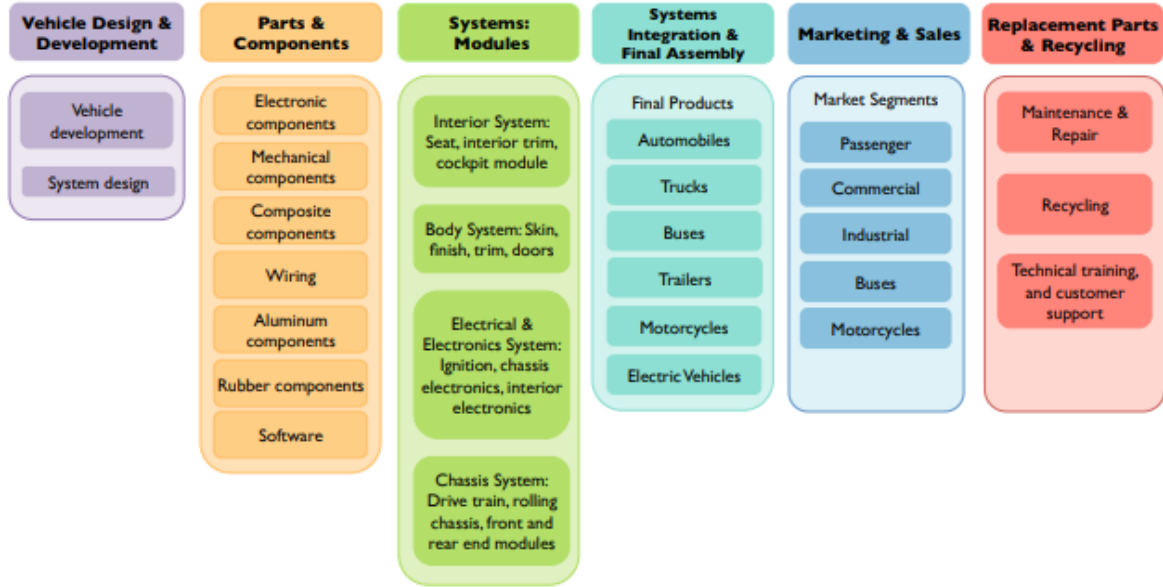 Vehicle Design &
Development
Parts &
Components
Systems:
Modules
Systems
Integration &
Final Assembly
Marketing & Sales
Replacement Parts
& Recycling
Vehicle
development
System design
Electronic
components
Mechanical
components
Composite
components
Wiring
Aluminum
components
Rubber components
Software
Interior System:
Seat, interior trim,
cockpit module
Body System: Skin,
finish, trim, doors
Electrical &
Electronics System:
Ignition, chassis
electronics, interior
electronics
Chassis System:
Drive train, rolling
chassis, front and
rear end modules
Final Products
Automobiles
Trucks
Buses
Trailers
Motorcycles
Electric Vehicles
Market Segments
Passenger
Commercial
Industrial
Buses
Motorcycles
Maintenance &
Repair
Recycling
Technical training,
and customer
support